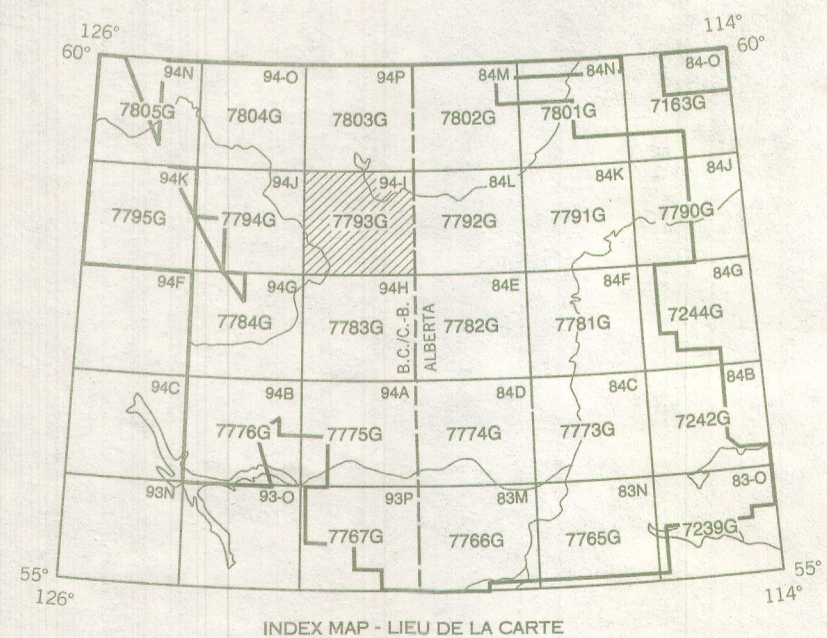 126° 114°
60° 60°
94N 94-O 94P 84M 84N 84-O
7805G 7804G 7803G 7802G 7801G 7163G
94K 94J 94-I 84L 84K 84J
7795G 7794G 7793G 7792G 7791G 7790G
94F 94G 94H 84E 84F 84G
7784G 7783G 7782G 7781G 7244G
B.C./C.-B.
ALBERTA
94C 94B 94A 84D 84C 84B
7776G 7775G 7774G 7773G 7242G
93N 93-O 93P 83M 83N 83-O
7767G 7766G 7765G 7239G
55° 55°
126° 114°
INDEX MAP - LIEU DE LA CARTE